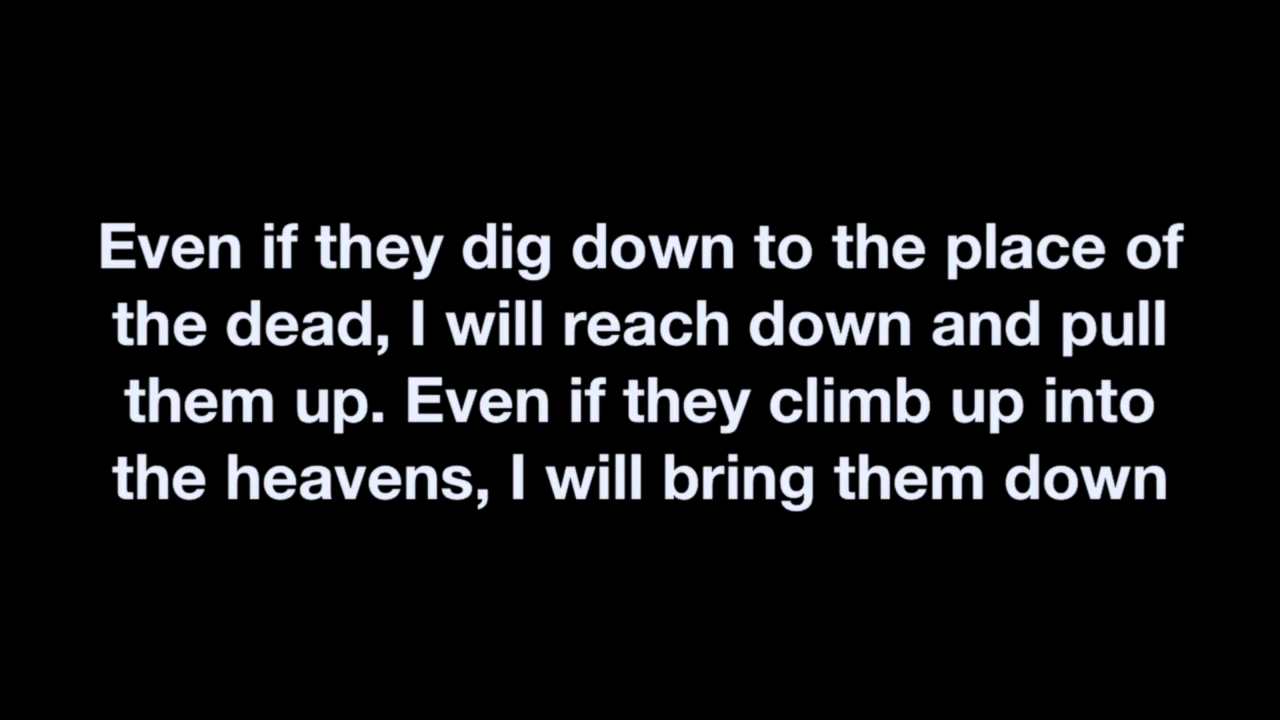 Even if they dig down to the place of
the dead, I will reach down and pull
them up. Even if they climb up into
the heavens, I will bring them down